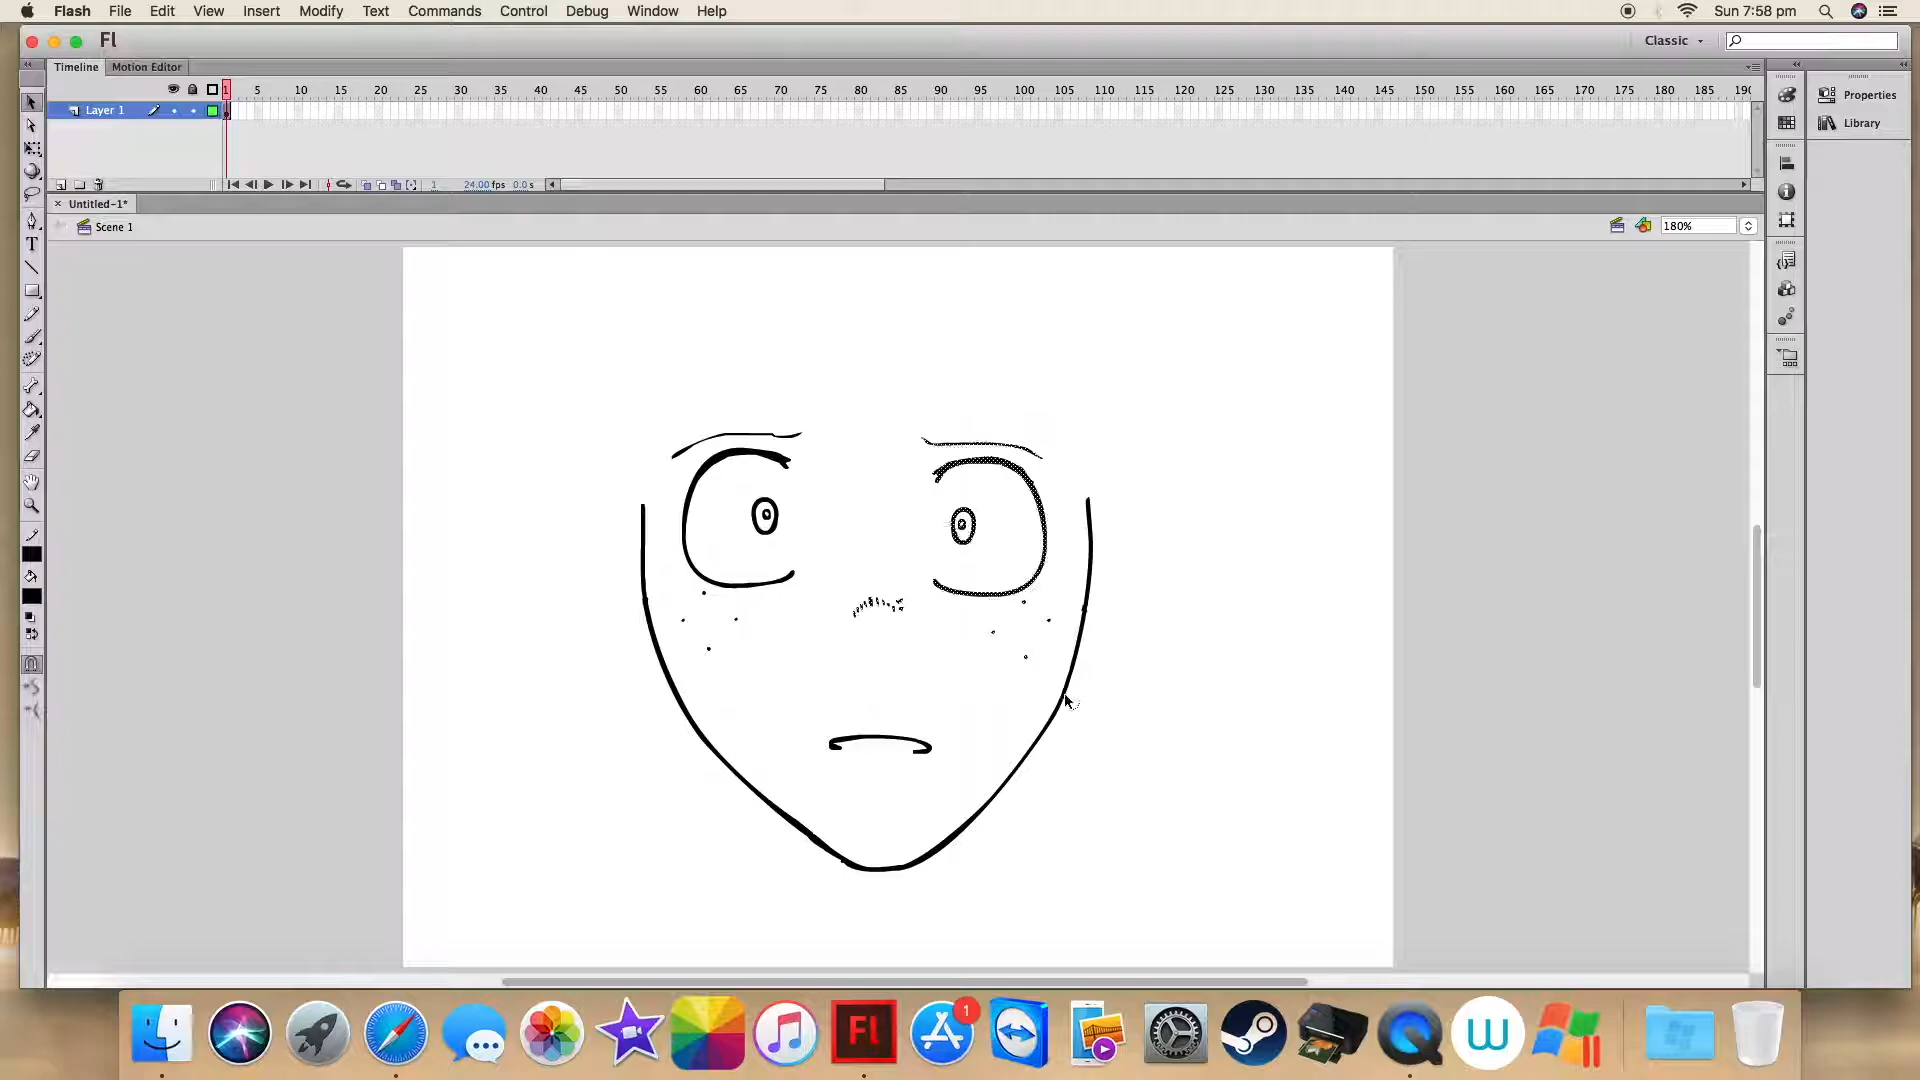 Flash File Edit View Insert Modify Text Commands Control Debug Window Help Sun 7:58 pm
Fl Classic
Timeline Motion Editor
1 5 10 15 20 25 30 35 40 45 50 55 60 65 70 75 80 85 90 95 100 105 110 115 120 125 130 135 140 145 150 155 160 165 170 175 180 185 190
Properties
Layer 1
Library
1 24.00 fps 0.0 s
Untitled-1*
Scene 1 180%
T
1
Fl
W